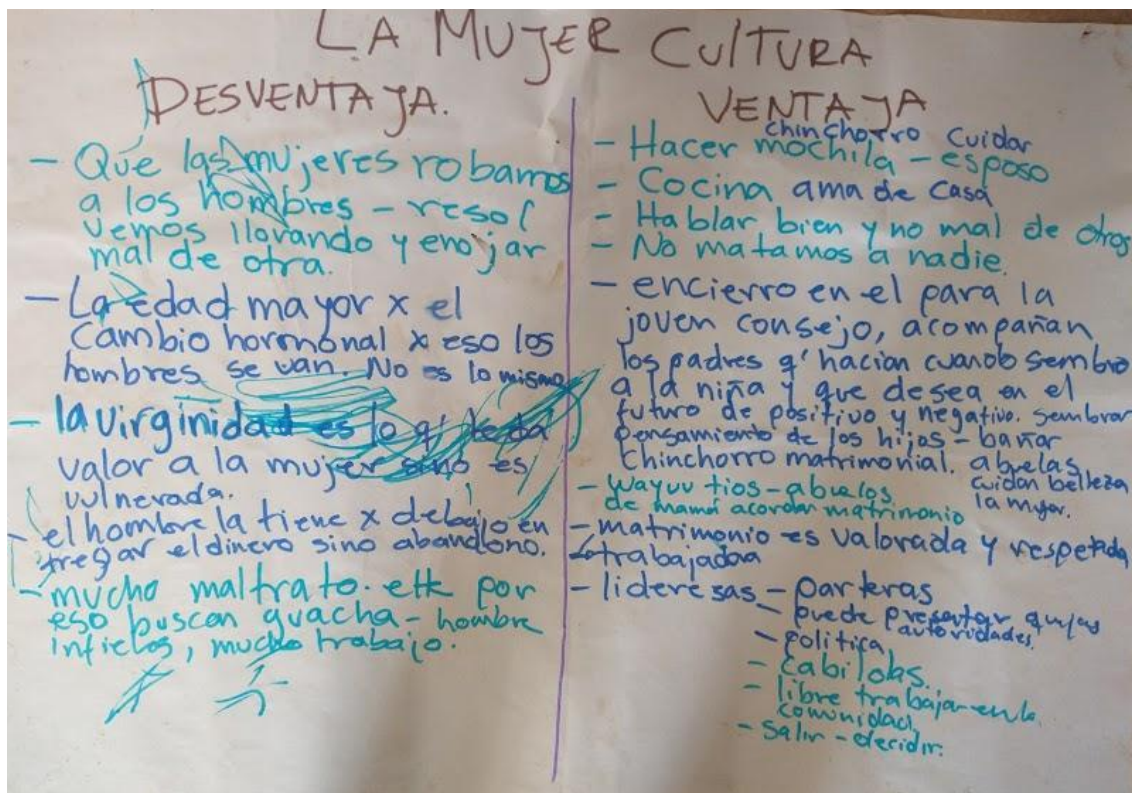 LA MUJER CULTURA
DESVENTAJA.
- Que las mujeres robamos
a los hombres - resol
vemos llorando y enojar
mal de otra.
- La edad mayor x el
cambio hormonal x eso los
hombres se van. No es lo mismo
- la virginidad es lo q' le da
valor a la mujer sino es
vulnerada.
- el hombre la tiene x debajo en
tregar el dinero sino abandono.
- mucho maltrato. etk por
eso buscan guacha - hombre
infieles, mucho trabajo.
VENTAJA
chinchorro cuidar
- Hacer mochila - esposo
- Cocina ama de casa
- Hablar bien y no mal de otros
- No matamos a nadie.
- encierro en el para la
joven consejo, acompañan
los padres q' hacian cuando sembro
a la niña y que desea en el
futuro de positivo y negativo. sembrar
pensamiento de los hijos - bañar
chinchorro matrimonial. abuelas
cuidan belleza
la mujer.
- wayuu tios - abuelos
de mamá acordar matrimonio
- matrimonio es valorada y respetada
trabajadora
- lideresas - parteras
- puede presentar quejas
autoridades.
- politica
- cabildas.
- libre trabajar en la
comunidad
- salir - decidir.